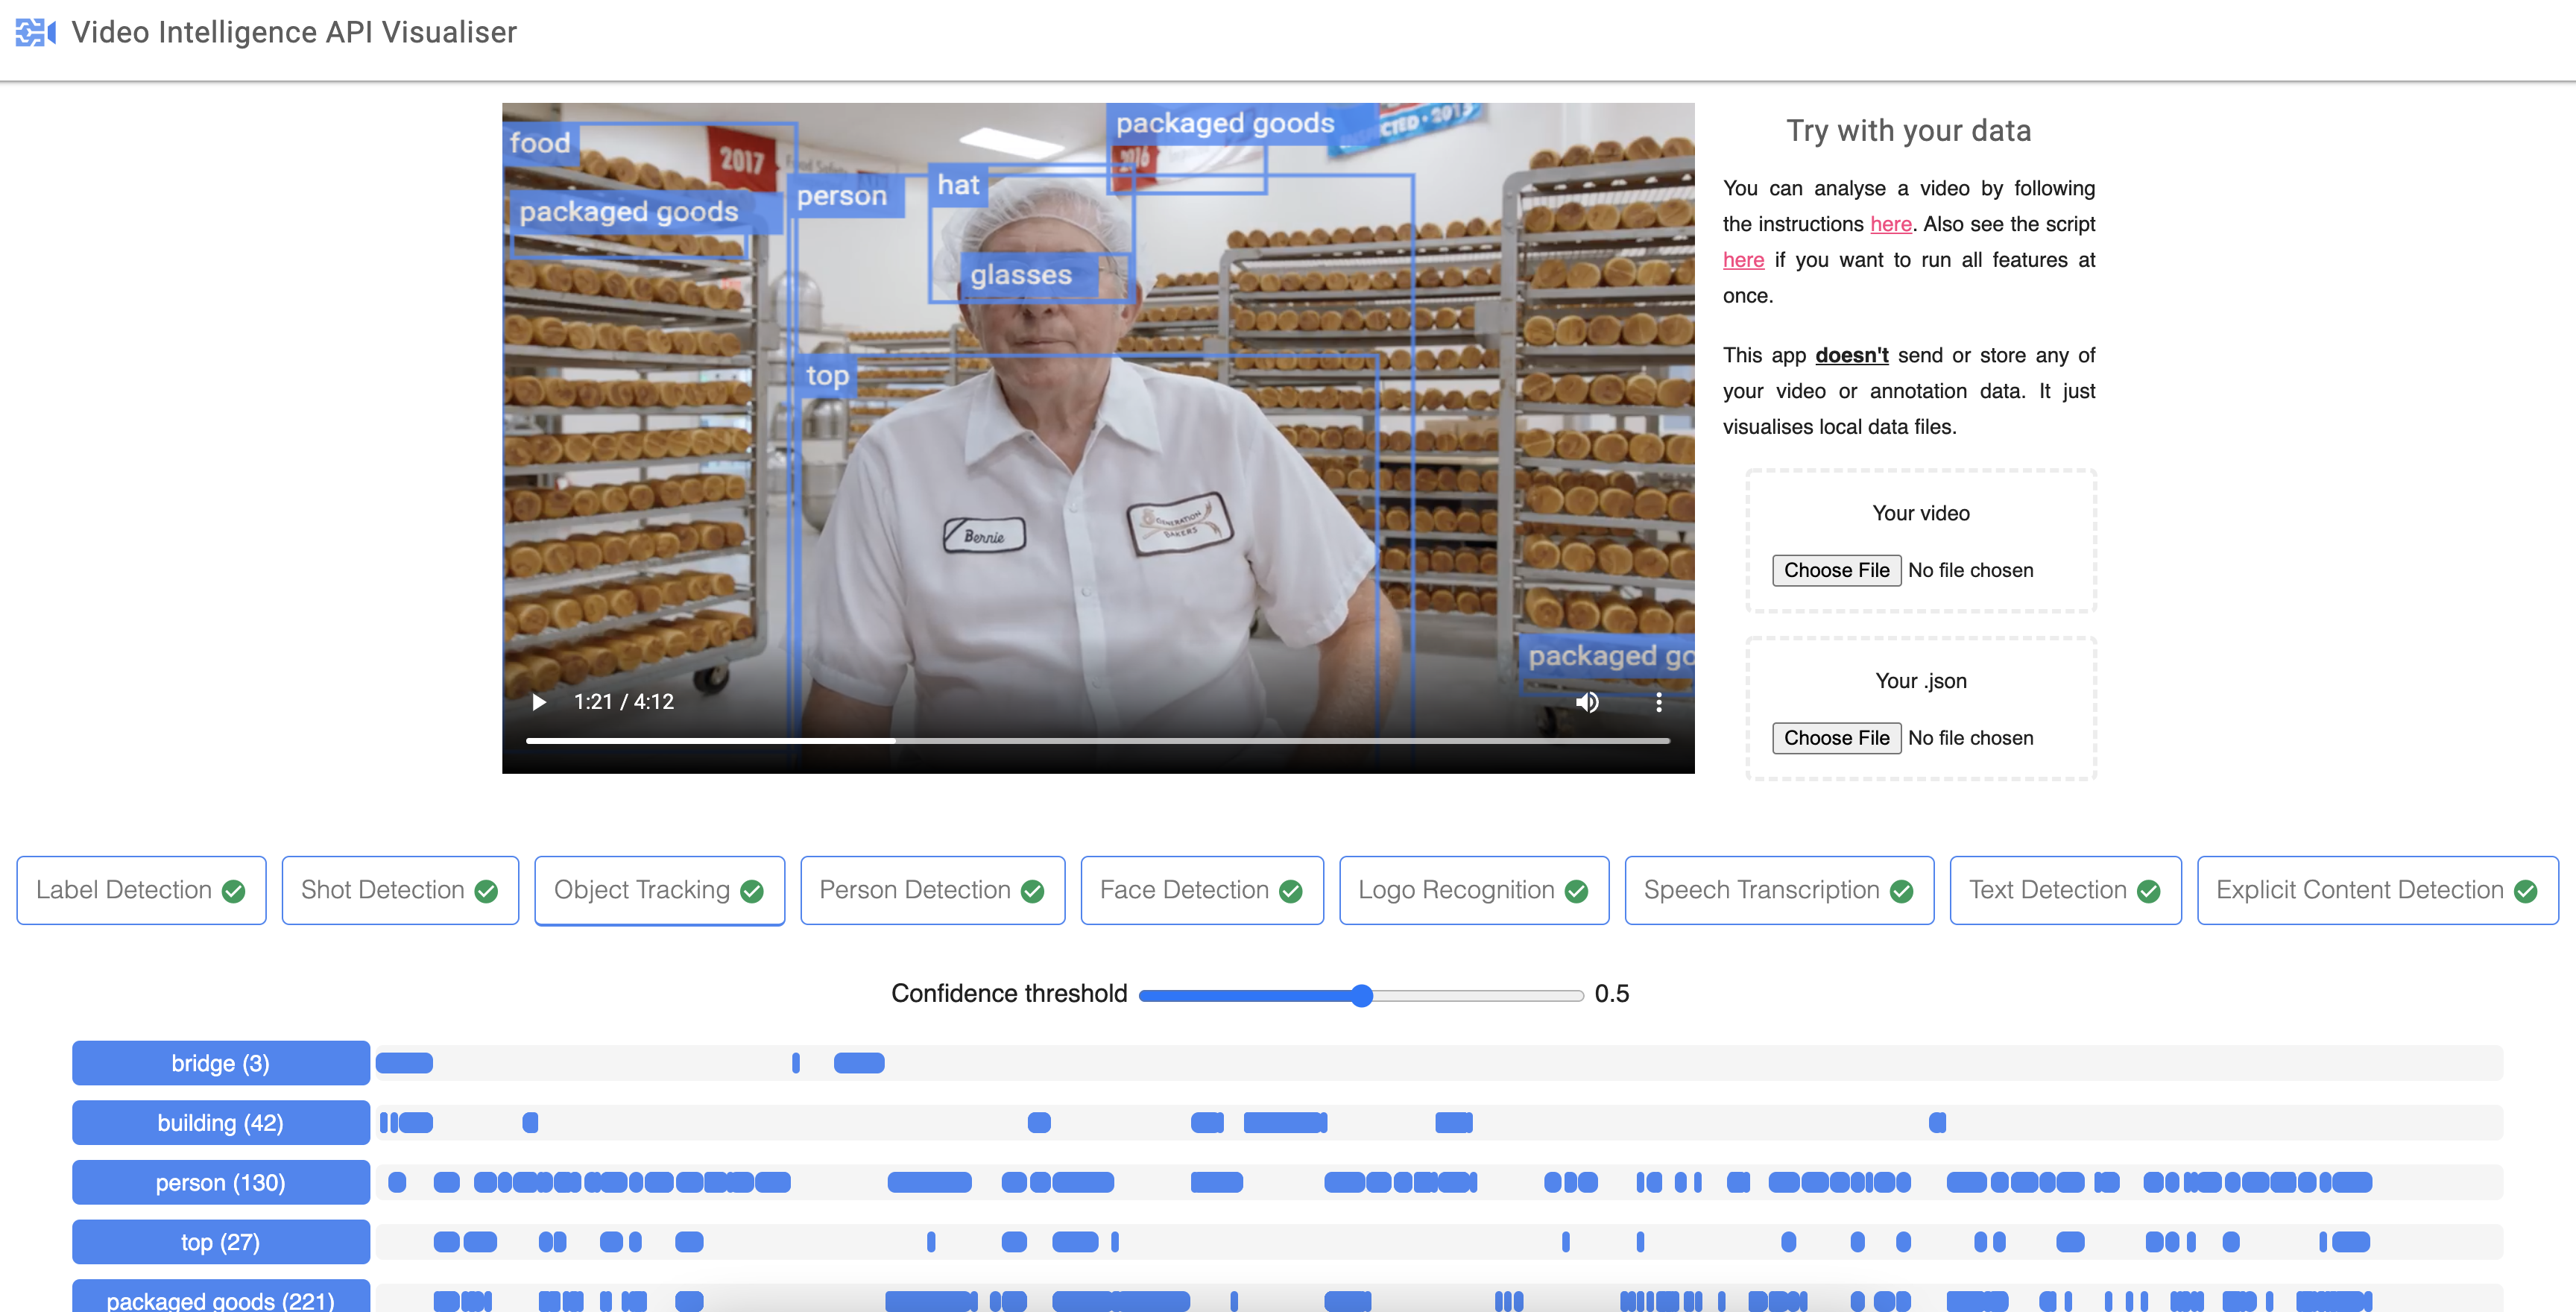 Video Intelligence API Visualiser
food
2017
packaged goods
person
hat
packaged goods
2016
CTED • 2015
glasses
top
Bernie
GENERATION
BAKERS
packaged go
1:21 / 4:12
Try with your data
You can analyse a video by following
the instructions here. Also see the script
here if you want to run all features at
once.
This app doesn't send or store any of
your video or annotation data. It just
visualises local data files.
Your video
Choose File No file chosen
Your .json
Choose File No file chosen
Label Detection
Shot Detection
Object Tracking
Person Detection
Face Detection
Logo Recognition
Speech Transcription
Text Detection
Explicit Content Detection
Confidence threshold 0.5
bridge (3)
building (42)
person (130)
top (27)
packaged goods (221)